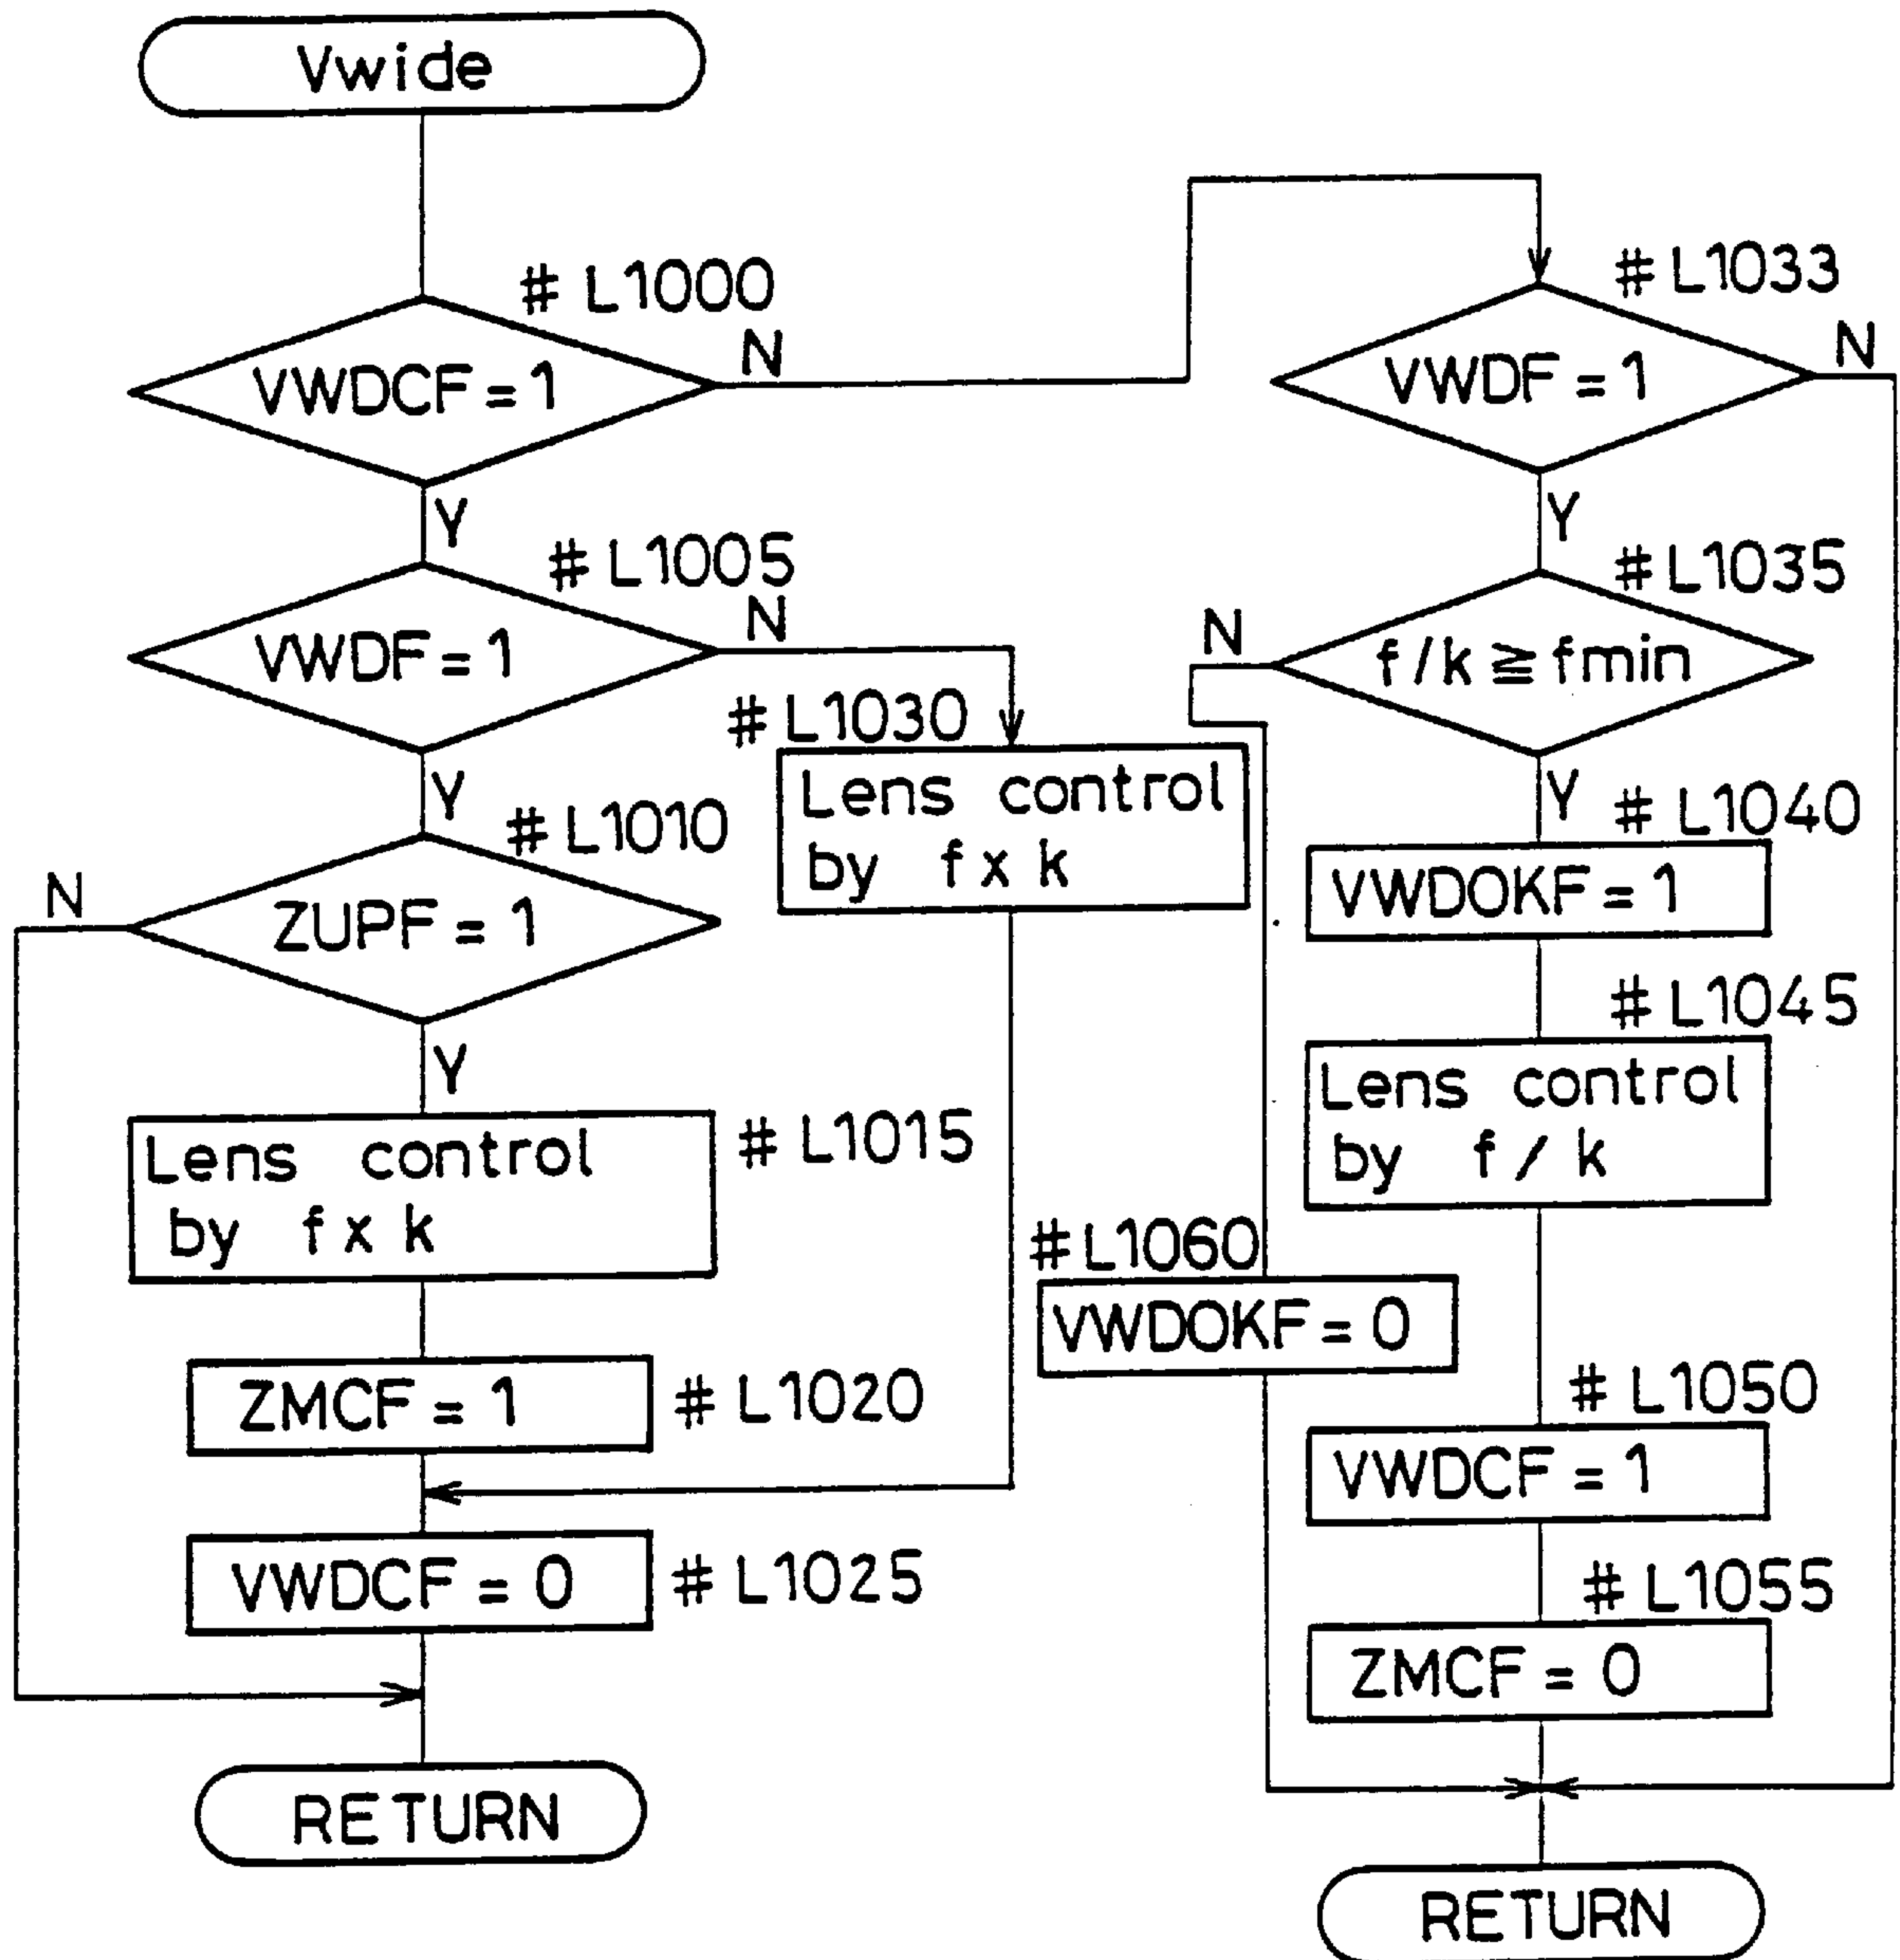 Vwide
# L1000
VWDCF = 1
N
Y
# L1005
VWDF = 1
N
Y
# L1030
Lens control
by f x k
# L1010
ZUPF = 1
N
Y
# L1015
Lens control
by f x k
ZMCF = 1
# L1020
VWDCF = 0
# L1025
RETURN
# L1033
VWDF = 1
N
Y
# L1035
f / k ≧ fmin
N
Y
# L1040
VWDOKF = 1
# L1045
Lens control
by f / k
# L1060
VWDOKF = 0
# L1050
VWDCF = 1
# L1055
ZMCF = 0
RETURN